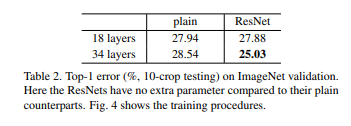 plain ResNet
18 layers 27.94 27.88
34 layers 28.54 25.03
Table 2. Top-1 error (%, 10-crop testing) on ImageNet validation.
Here the ResNets have no extra parameter compared to their plain
counterparts. Fig. 4 shows the training procedures.